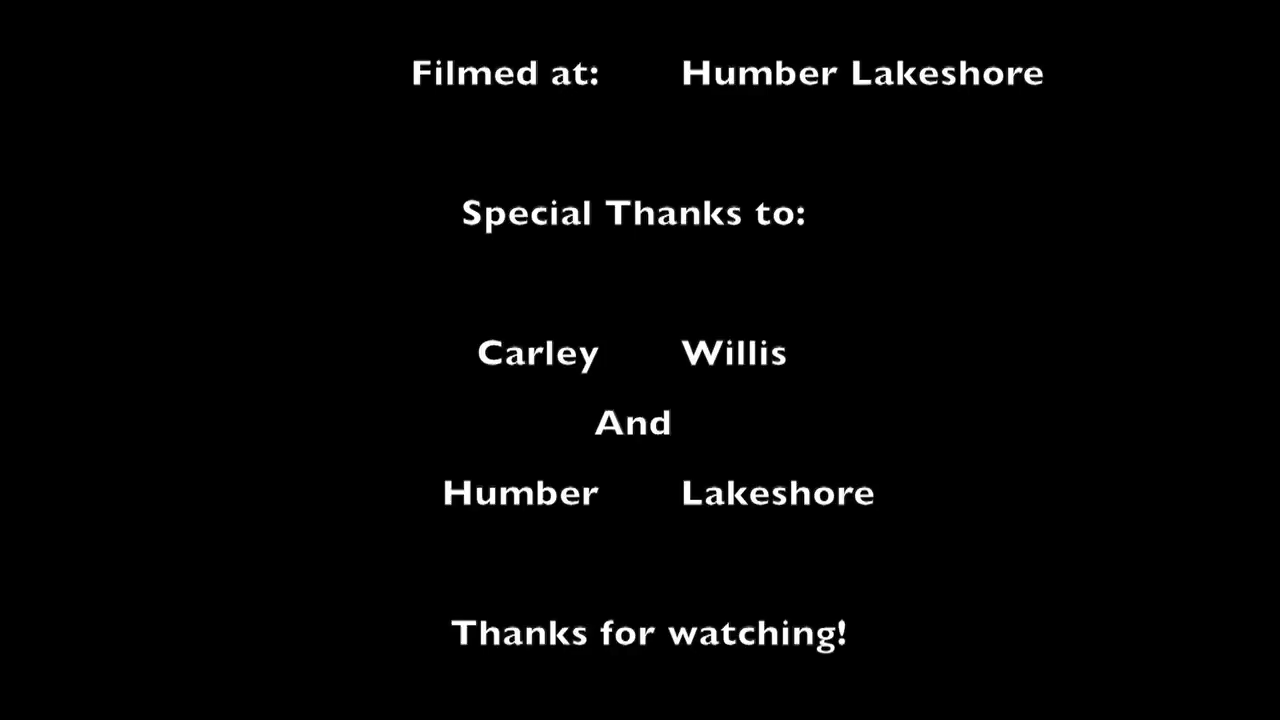 Filmed at: Humber Lakeshore
Special Thanks to:
Carley Willis
And
Humber Lakeshore
Thanks for watching!